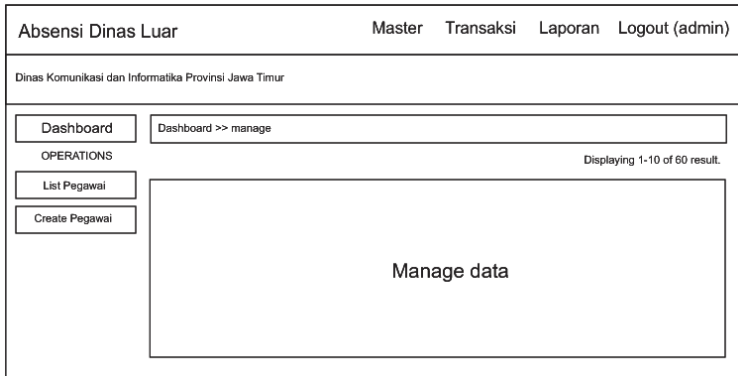 Absensi Dinas Luar Master Transaksi Laporan Logout (admin)
Dinas Komunikasi dan Informatika Provinsi Jawa Timur
Dashboard Dashboard >> manage
OPERATIONS Displaying 1-10 of 60 result.
List Pegawai
Create Pegawai
Manage data